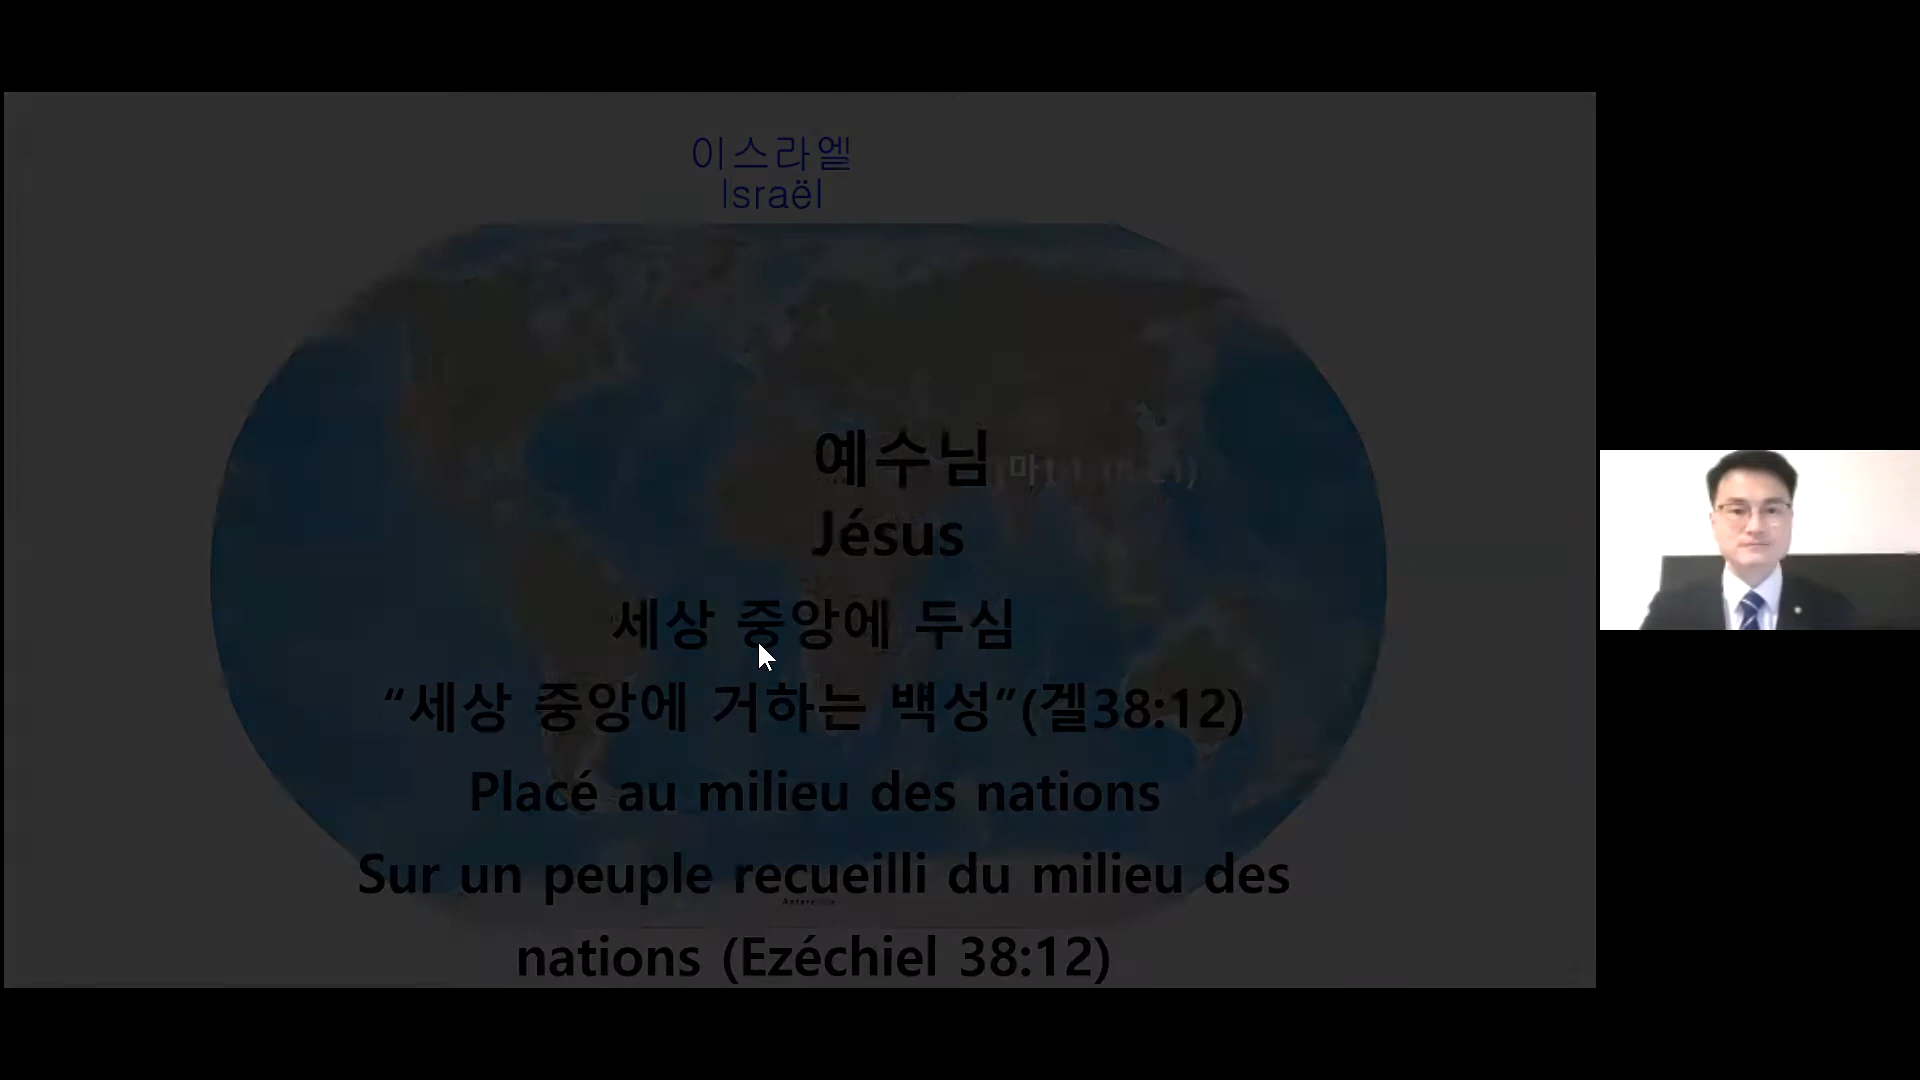 이스라엘
Israël
예수님
Jésus
세상 중앙에 두심
“세상 중앙에 거하는 백성”(겔38:12)
Placé au milieu des nations
Sur un peuple recueilli du milieu des
nations (Ezéchiel 38:12)